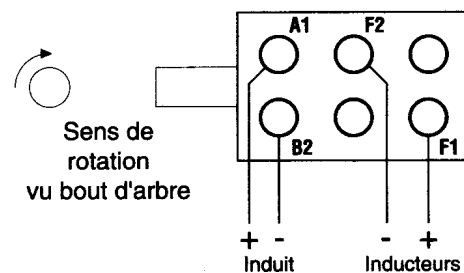 A1 F2
B2 F1
Sens de
rotation
vu bout d'arbre
+ - - +
Induit Inducteurs